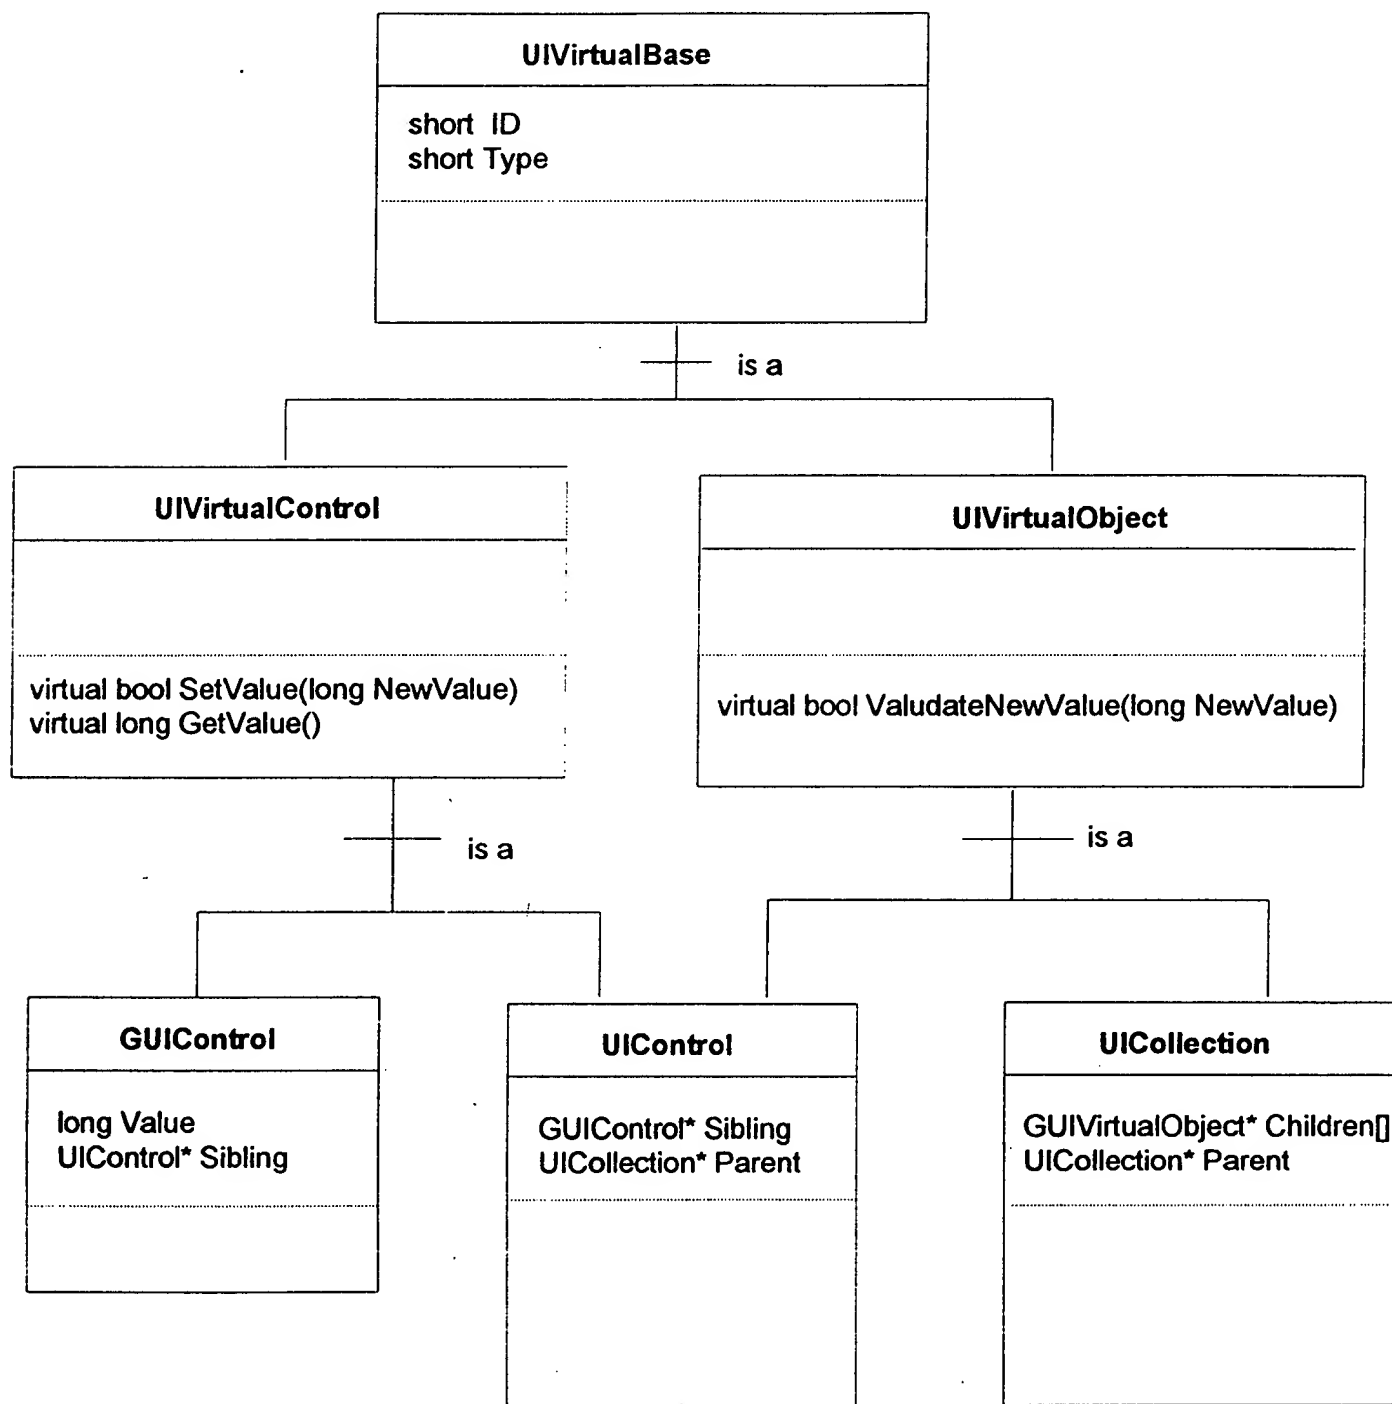 UIVirtualBase
short ID
short Type
is a
UIVirtualControl
virtual bool SetValue(long NewValue)
virtual long GetValue()
UIVirtualObject
virtual bool ValudateNewValue(long NewValue)
is a
is a
GUIControl
long Value
UIControl* Sibling
UIControl
GUIControl* Sibling
UICollection* Parent
UICollection
GUIVirtualObject* Children[]
UICollection* Parent